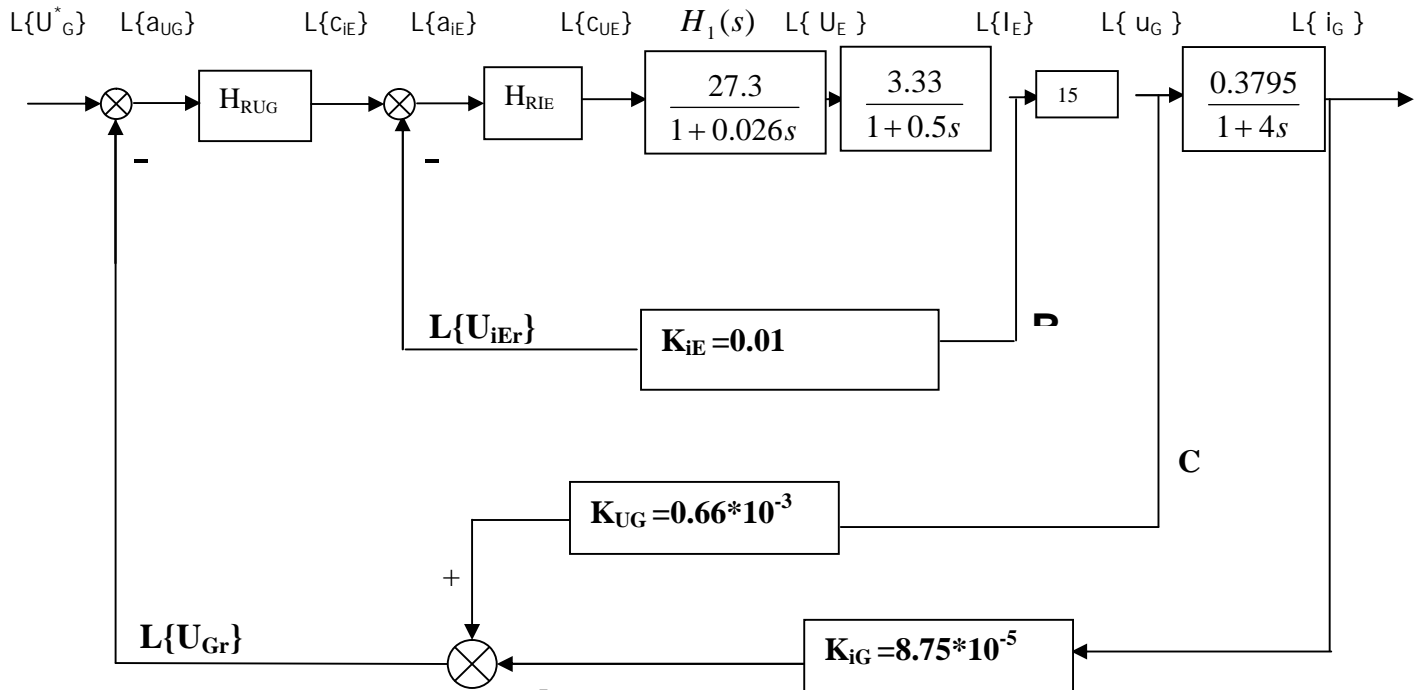 L{U*G} L{aUG} L{ciE} L{aiE} L{cUE} H1(s) L{ UE } L{IE} L{ uG } L{ iG }
HRUG HRIE 27.3 / 1 + 0.026s 3.33 / 1 + 0.5s 15 0.3795 / 1 + 4s
- -
L{UiEr} KiE =0.01
C
KUG =0.66*10-3
+
L{UGr} KiG =8.75*10-5